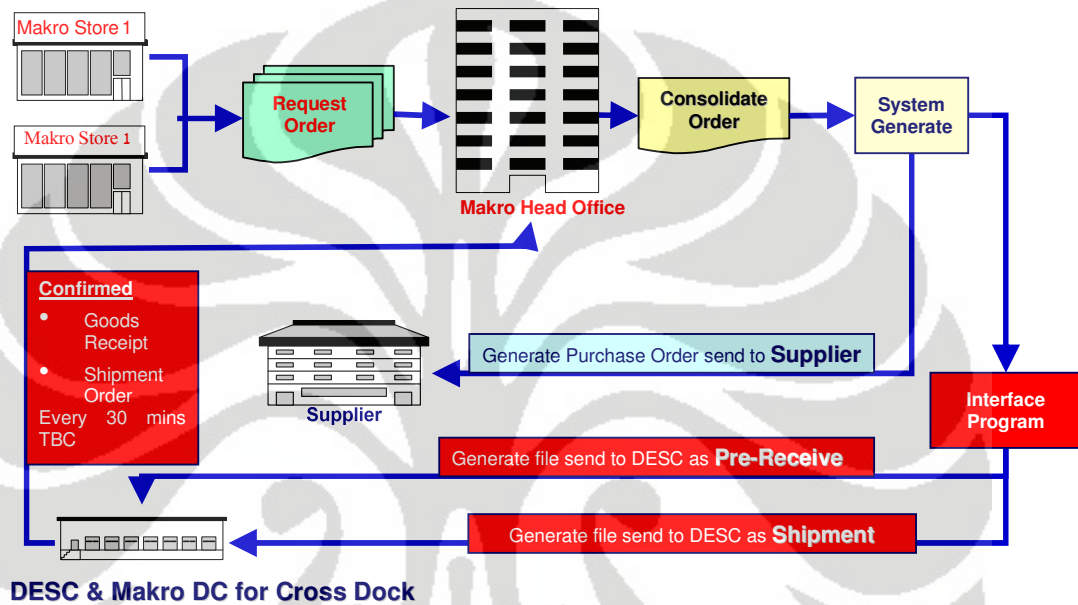 Makro Store 1
Makro Store 1
Request
Order
Makro Head Office
Consolidate
Order
System
Generate
Confirmed
• Goods
Receipt
• Shipment
Order
Every 30 mins
TBC
Supplier
Generate Purchase Order send to Supplier
Interface
Program
Generate file send to DESC as Pre-Receive
Generate file send to DESC as Shipment
DESC & Makro DC for Cross Dock